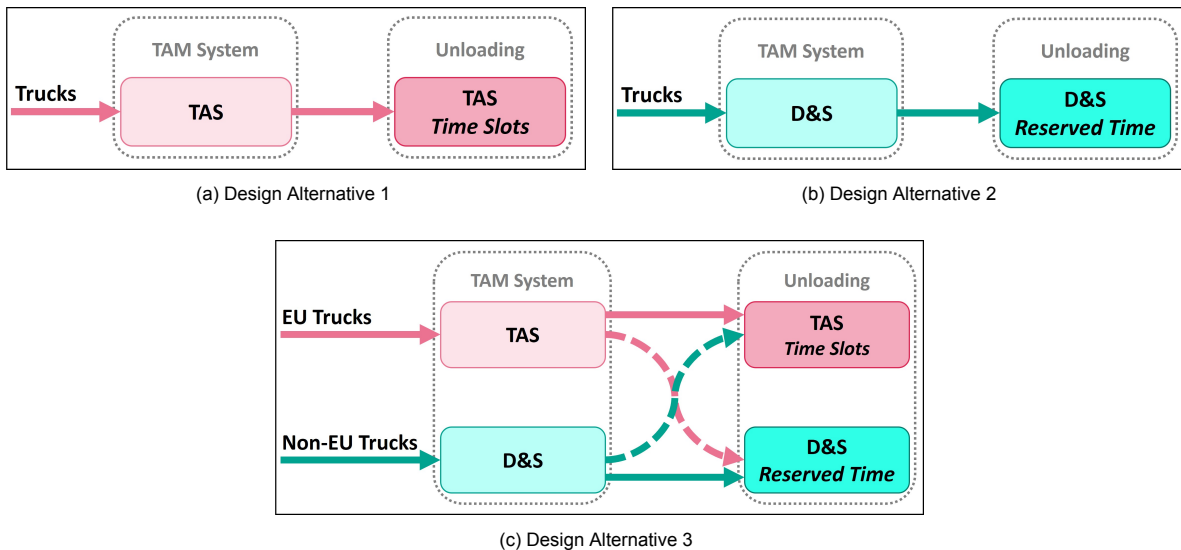 TAM System
Unloading
Trucks
TAS
TAS
Time Slots
(a) Design Alternative 1
TAM System
Unloading
Trucks
D&S
D&S
Reserved Time
(b) Design Alternative 2
TAM System
Unloading
EU Trucks
TAS
TAS
Time Slots
Non-EU Trucks
D&S
D&S
Reserved Time
(c) Design Alternative 3